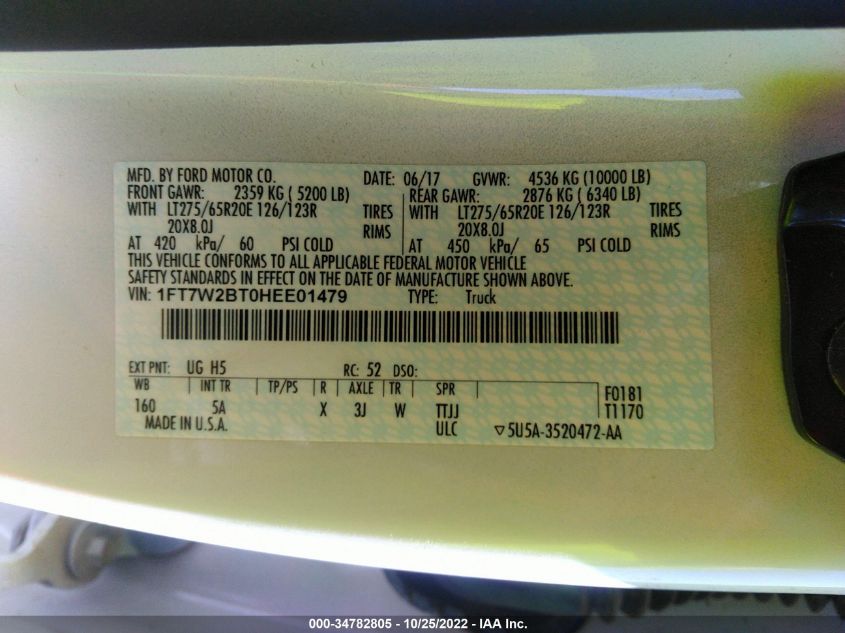 MFD. BY FORD MOTOR CO. DATE: 06/17 GVWR: 4536 KG (10000 LB)
FRONT GAWR: 2359 KG ( 5200 LB) REAR GAWR: 2876 KG ( 6340 LB)
WITH LT275/65R20E 126/123R TIRES WITH LT275/65R20E 126/123R TIRES
20X8.0J RIMS 20X8.0J RIMS
AT 420 kPa/ 60 PSI COLD AT 450 kPa/ 65 PSI COLD
THIS VEHICLE CONFORMS TO ALL APPLICABLE FEDERAL MOTOR VEHICLE
SAFETY STANDARDS IN EFFECT ON THE DATE OF MANUFACTURE SHOWN ABOVE.
VIN: 1FT7W2BT0HEE01479 TYPE: Truck
EXT PNT: UG H5 RC: 52 DSO:
WB INT TR TP/PS R AXLE TR SPR F0181
160 5A X 3J W TTJJ T1170
MADE IN U.S.A. ULC ▽5U5A-3520472-AA
000-34782805 - 10/25/2022 - IAA Inc.